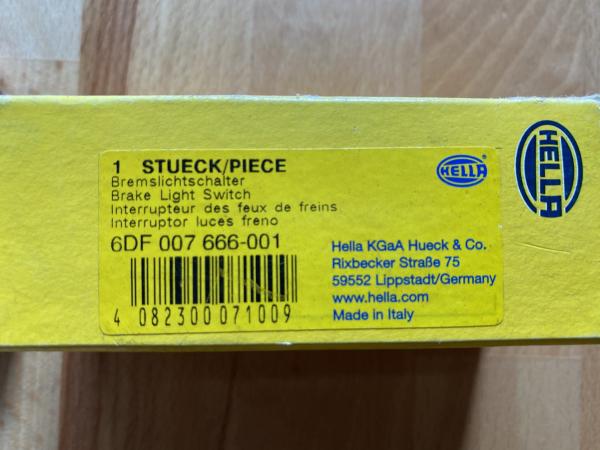 1 STUECK/PIECE
Bremslichtschalter
Brake Light Switch
Interrupteur des feux de freins
Interruptor luces freno
6DF 007 666-001
4 082300 071009
HELLA
Hella KGaA Hueck & Co.
Rixbecker Straße 75
59552 Lippstadt/Germany
www.hella.com
Made in Italy
HELLA